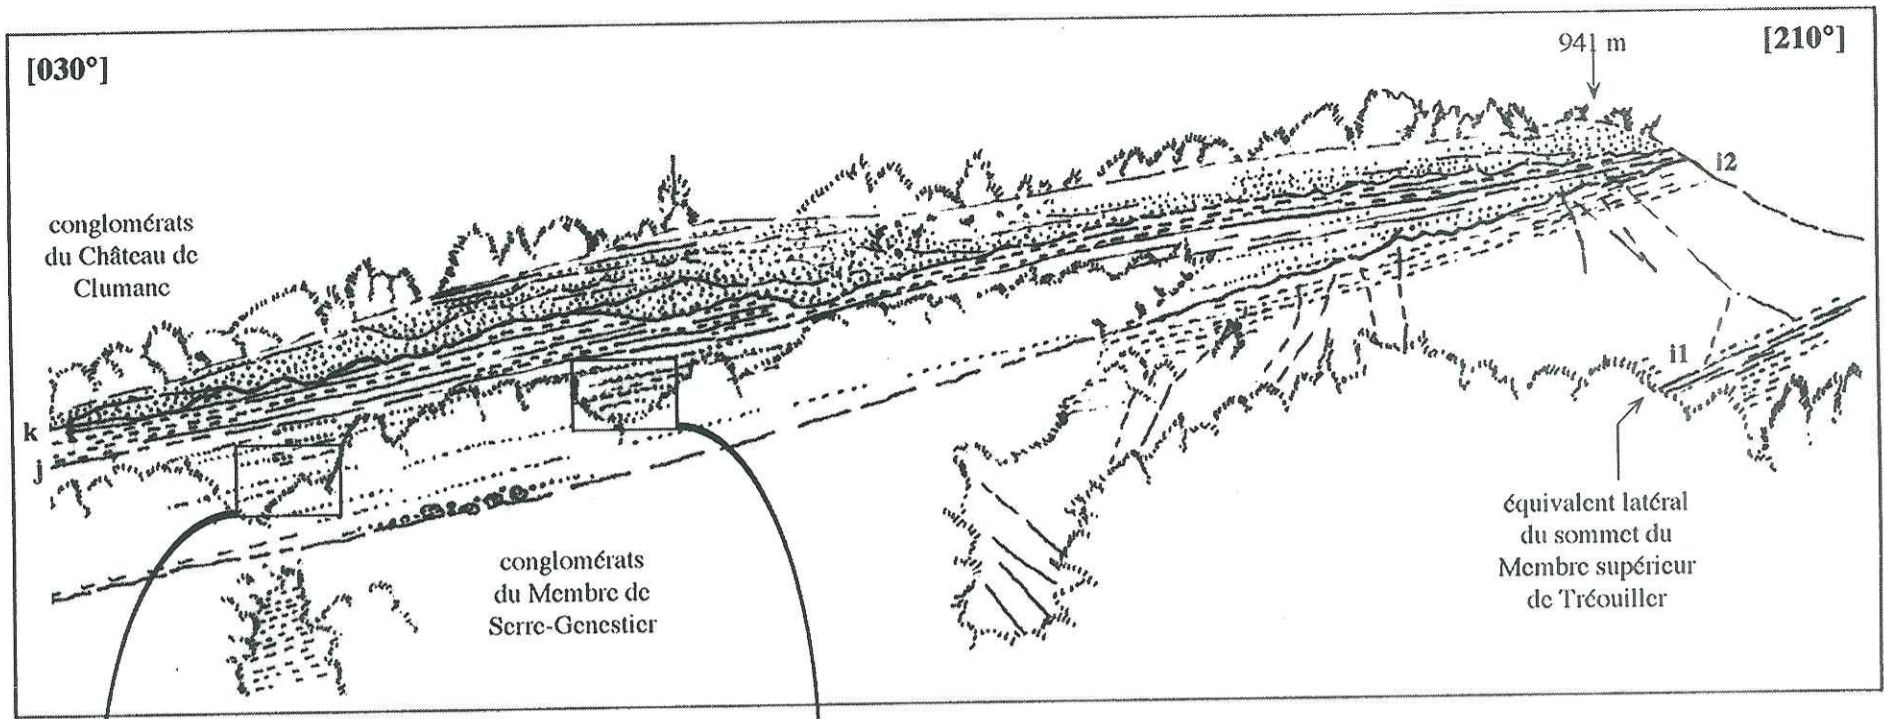 [030°]
941 m
[210°]
i2
conglomérats
du Château de
Clumanc
i1
k
j
équivalent latéral
du sommet du
Membre supérieur
de Tréouiller
conglomérats
du Membre de
Serre-Genestier